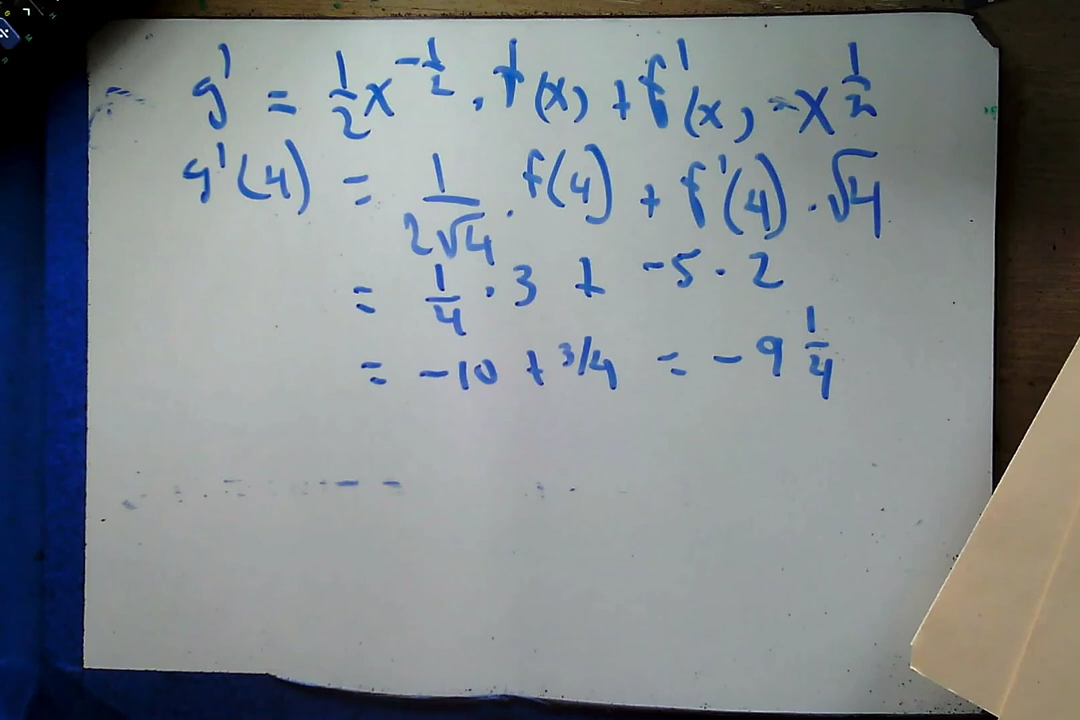 g' = 1/2 x^(-1/2) . f(x) + f'(x) - x^(1/2)
g'(4) = 1/(2√4) . f(4) + f'(4) . √4
= 1/4 . 3 + -5 . 2
= -10 + 3/4 = -9 1/4